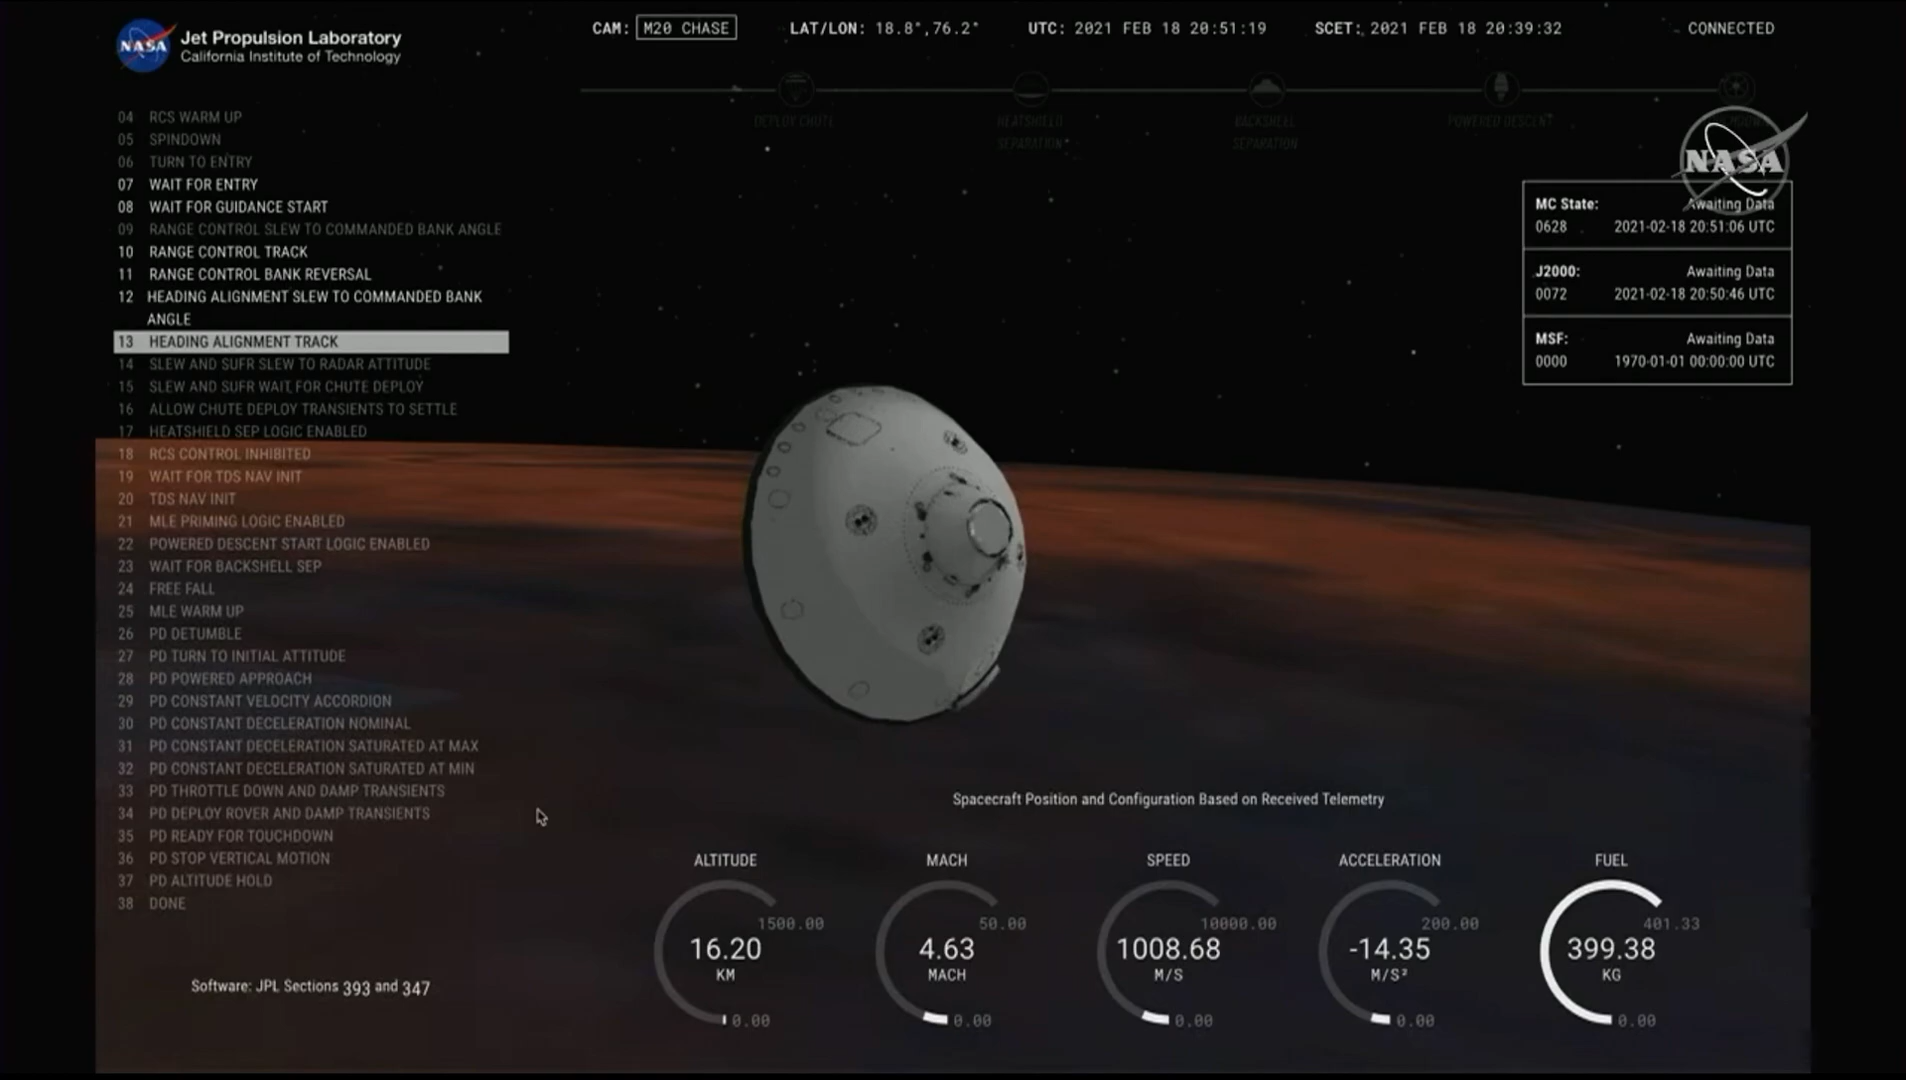 NASA
Jet Propulsion Laboratory
California Institute of Technology
CAM: M20 CHASE LAT/LON: 18.8°,76.2° UTC: 2021 FEB 18 20:51:19 SCET: 2021 FEB 18 20:39:32 CONNECTED
DEPLOY CHUTE HEATSHIELD SEPARATION BACKSHELL SEPARATION POWERED DESCENT
NASA
04 RCS WARM UP
05 SPINDOWN
06 TURN TO ENTRY
07 WAIT FOR ENTRY
08 WAIT FOR GUIDANCE START
09 RANGE CONTROL SLEW TO COMMANDED BANK ANGLE
10 RANGE CONTROL TRACK
11 RANGE CONTROL BANK REVERSAL
12 HEADING ALIGNMENT SLEW TO COMMANDED BANK
ANGLE
13 HEADING ALIGNMENT TRACK
14 SLEW AND SUFR SLEW TO RADAR ATTITUDE
15 SLEW AND SUFR WAIT FOR CHUTE DEPLOY
16 ALLOW CHUTE DEPLOY TRANSIENTS TO SETTLE
17 HEATSHIELD SEP LOGIC ENABLED
18 RCS CONTROL INHIBITED
19 WAIT FOR TDS NAV INIT
20 TDS NAV INIT
21 MLE PRIMING LOGIC ENABLED
22 POWERED DESCENT START LOGIC ENABLED
23 WAIT FOR BACKSHELL SEP
24 FREE FALL
25 MLE WARM UP
26 PD DETUMBLE
27 PD TURN TO INITIAL ATTITUDE
28 PD POWERED APPROACH
29 PD CONSTANT VELOCITY ACCORDION
30 PD CONSTANT DECELERATION NOMINAL
31 PD CONSTANT DECELERATION SATURATED AT MAX
32 PD CONSTANT DECELERATION SATURATED AT MIN
33 PD THROTTLE DOWN AND DAMP TRANSIENTS
34 PD DEPLOY ROVER AND DAMP TRANSIENTS
35 PD READY FOR TOUCHDOWN
36 PD STOP VERTICAL MOTION
37 PD ALTITUDE HOLD
38 DONE
Software: JPL Sections 393 and 347
MC State: Awaiting Data
0628 2021-02-18 20:51:06 UTC
J2000: Awaiting Data
0072 2021-02-18 20:50:46 UTC
MSF: Awaiting Data
0000 1970-01-01 00:00:00 UTC
Spacecraft Position and Configuration Based on Received Telemetry
ALTITUDE MACH SPEED ACCELERATION FUEL
1500.00 50.00 10000.00 200.00 401.33
16.20 4.63 1008.68 -14.35 399.38
KM MACH M/S M/S² KG
0.00 0.00 0.00 0.00 0.00